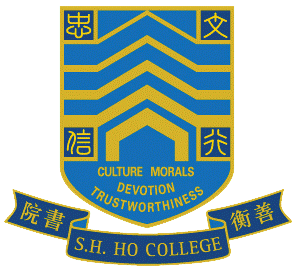 忠 文
信 行
CULTURE MORALS
DEVOTION
TRUSTWORTHINESS
院書 衡善
S.H. HO COLLEGE